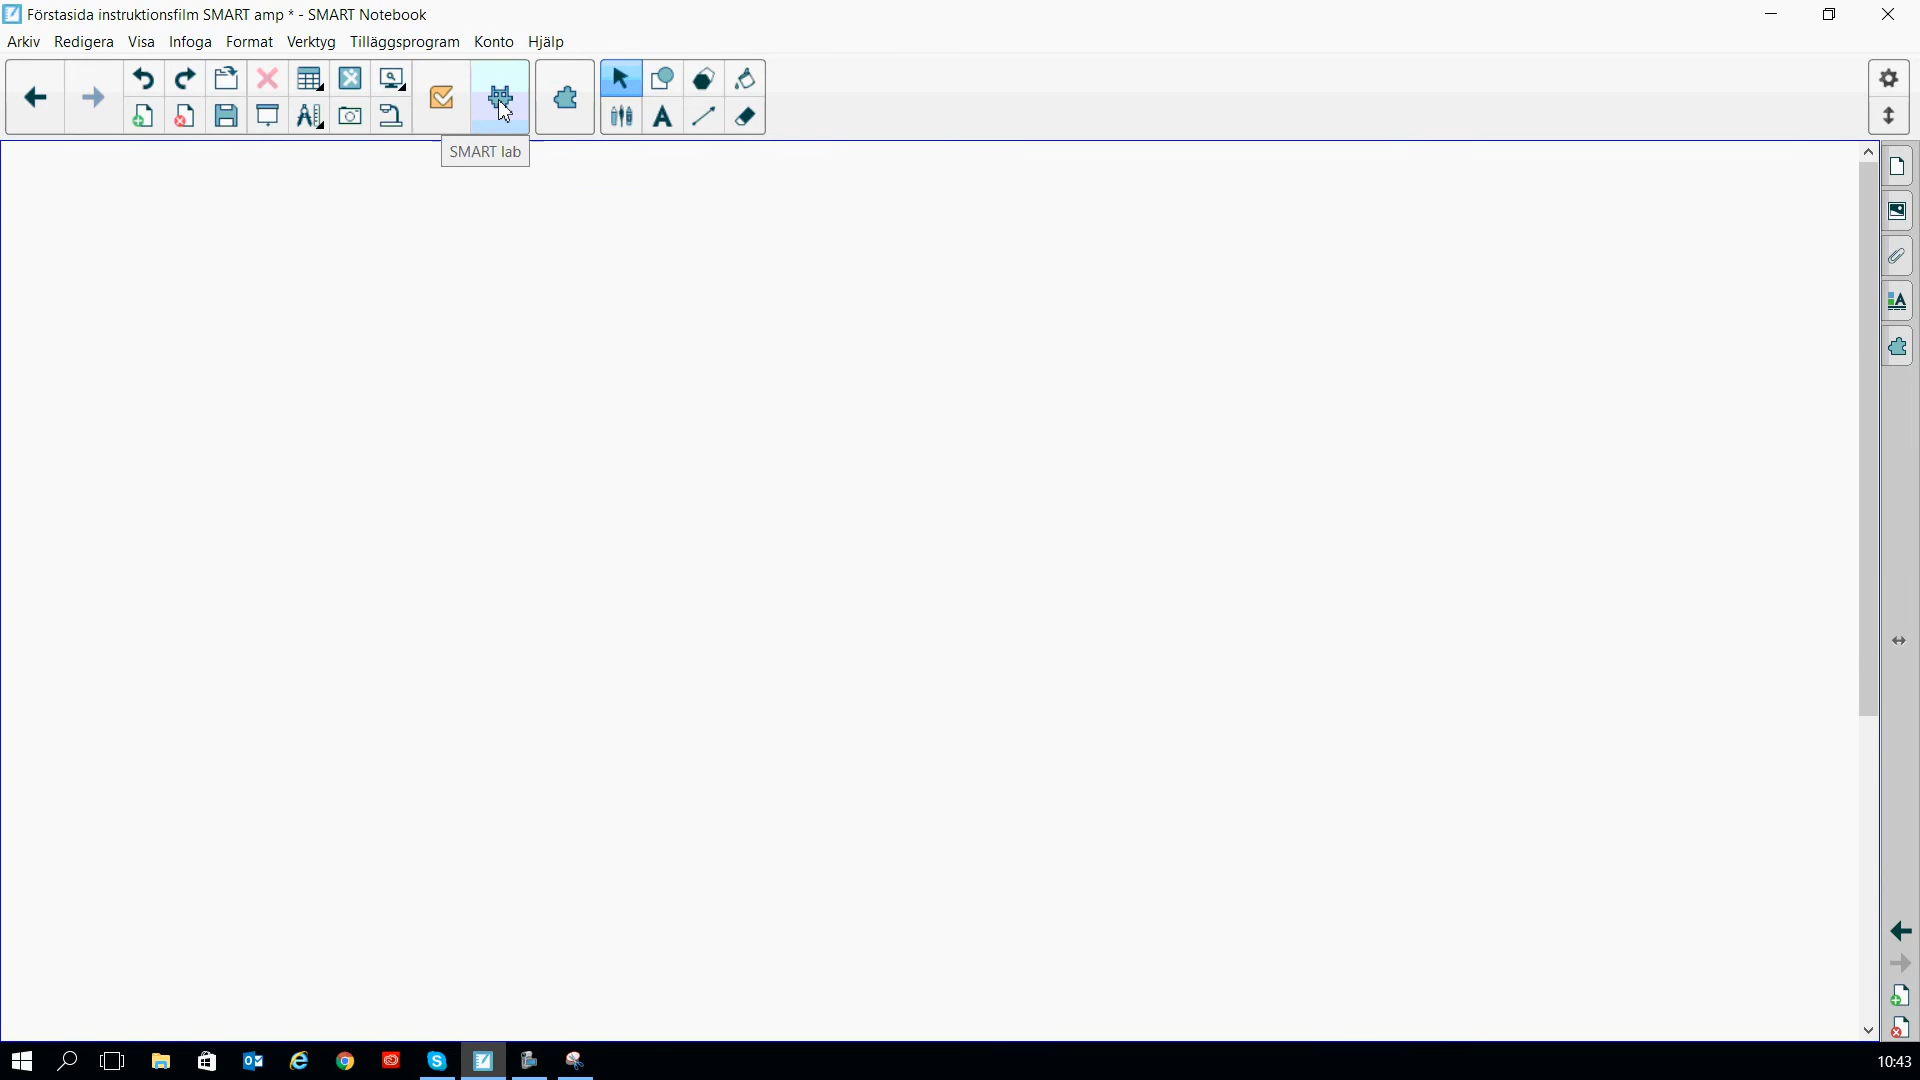 Förstasida instruktionsfilm SMART amp * - SMART Notebook
Arkiv Redigera Visa Infoga Format Verktyg Tilläggsprogram Konto Hjälp
SMART lab
10:43